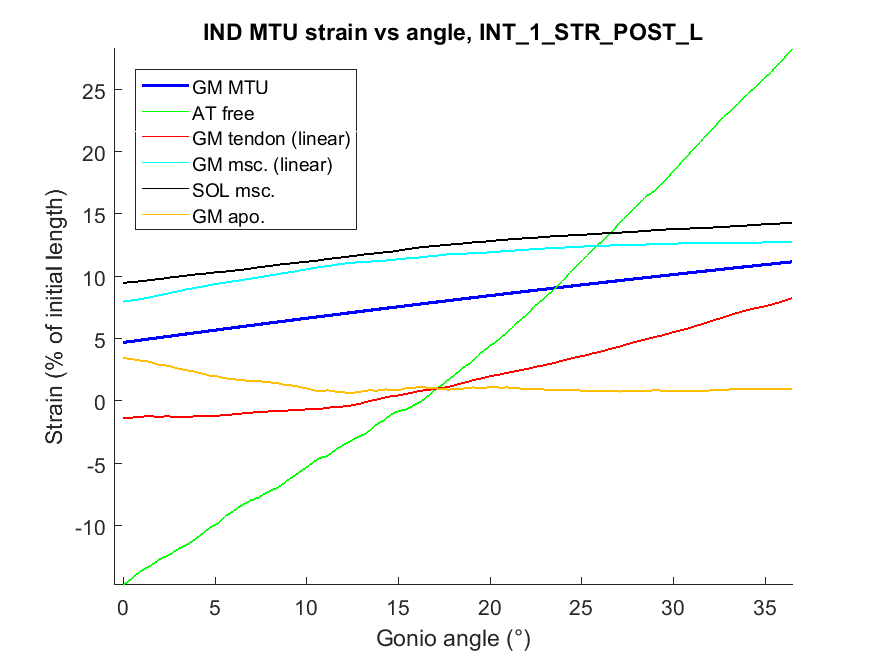 IND MTU strain vs angle, INT_1_STR_POST_L
GM MTU
AT free
GM tendon (linear)
GM msc. (linear)
SOL msc.
GM apo.
25
20
15
10
5
0
-5
-10
Strain (% of initial length)
0 5 10 15 20 25 30 35
Gonio angle (°)